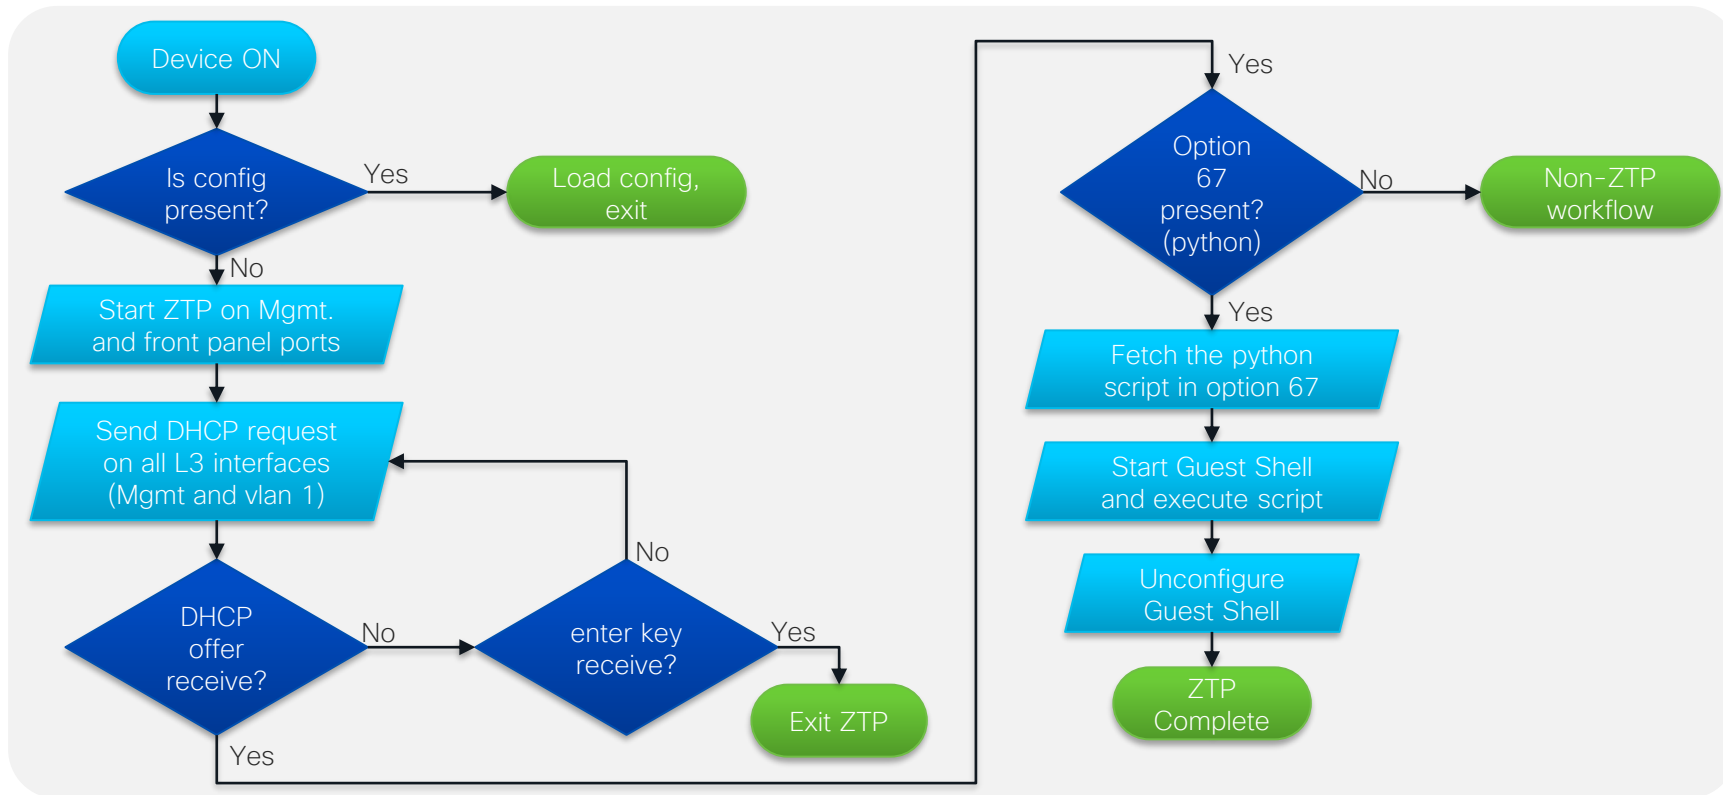 Device ON
Is config
present?
Yes
Load config,
exit
No
Start ZTP on Mgmt.
and front panel ports
Send DHCP request
on all L3 interfaces
(Mgmt and vlan 1)
DHCP
offer
receive?
No
enter key
receive?
No
Yes
Exit ZTP
Yes
Yes
Option
67
present?
(python)
No
Non-ZTP
workflow
Yes
Fetch the python
script in option 67
Start Guest Shell
and execute script
Unconfigure
Guest Shell
ZTP
Complete